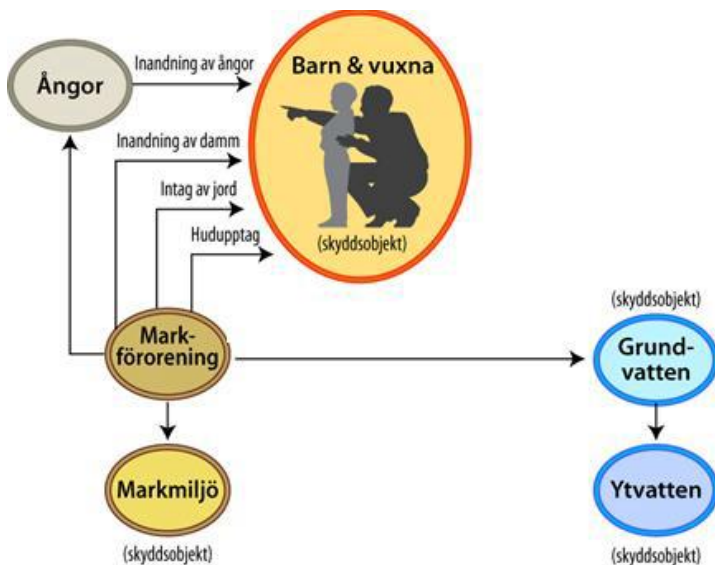 Ångor
Inandning av ångor
Barn & vuxna
Inandning av damm
Intag av jord
Hudupptag
(skyddsobjekt)
Mark-
förorening
(skyddsobjekt)
Grund-
vatten
Markmiljö
(skyddsobjekt)
Ytvatten
(skyddsobjekt)